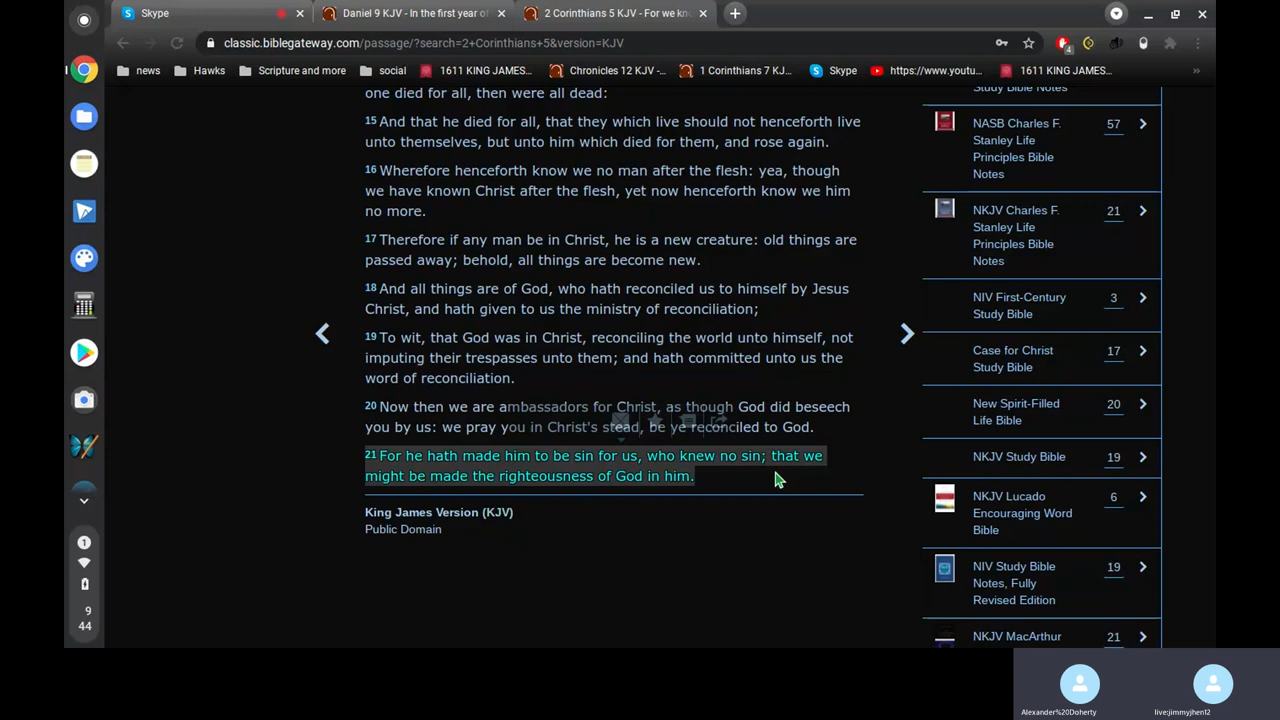 Skype
Daniel 9 KJV - In the first year of
2 Corinthians 5 KJV - For we kn
classic.biblegateway.com/passage/?search=2+Corinthians+5&version=KJV
4
news
Hawks
Scripture and more
social
1611 KING JAMES...
Chronicles 12 KJV -...
1 Corinthians 7 KJ...
Skype
https://www.youtu...
1611 KING JAMES...
»
one died for all, then were all dead:
15 And that he died for all, that they which live should not henceforth live
unto themselves, but unto him which died for them, and rose again.
16 Wherefore henceforth know we no man after the flesh: yea, though
we have known Christ after the flesh, yet now henceforth know we him
no more.
17 Therefore if any man be in Christ, he is a new creature: old things are
passed away; behold, all things are become new.
18 And all things are of God, who hath reconciled us to himself by Jesus
Christ, and hath given to us the ministry of reconciliation;
19 To wit, that God was in Christ, reconciling the world unto himself, not
imputing their trespasses unto them; and hath committed unto us the
word of reconciliation.
20 Now then we are ambassadors for Christ, as though God did beseech
you by us: we pray you in Christ's stead, be ye reconciled to God.
21 For he hath made him to be sin for us, who knew no sin; that we
might be made the righteousness of God in him.
King James Version (KJV)
Public Domain
Study Bible Notes
NASB Charles F.
Stanley Life
Principles Bible
Notes
57
NKJV Charles F.
Stanley Life
Principles Bible
Notes
21
NIV First-Century
Study Bible
3
Case for Christ
Study Bible
17
New Spirit-Filled
Life Bible
20
NKJV Study Bible
19
NKJV Lucado
Encouraging Word
Bible
6
NIV Study Bible
Notes, Fully
Revised Edition
19
NKJV MacArthur
21
1
9
44
Alexander%20Doherty
live:jimmyjhen12